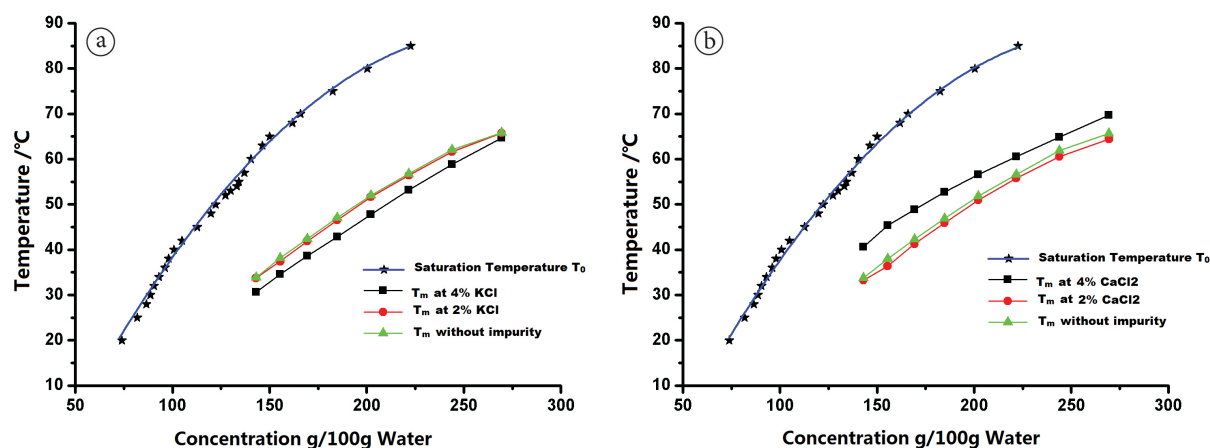 a
Temperature /℃
90
80
70
60
50
40
30
20
10
Saturation Temperature T₀
Tₘ at 4% KCl
Tₘ at 2% KCl
Tₘ without impurity
50
100
150
200
250
300
Concentration g/100g Water
b
Temperature /℃
90
80
70
60
50
40
30
20
10
Saturation Temperature T₀
Tₘ at 4% CaCl2
Tₘ at 2% CaCl2
Tₘ without impurity
50
100
150
200
250
300
Concentration g/100g Water